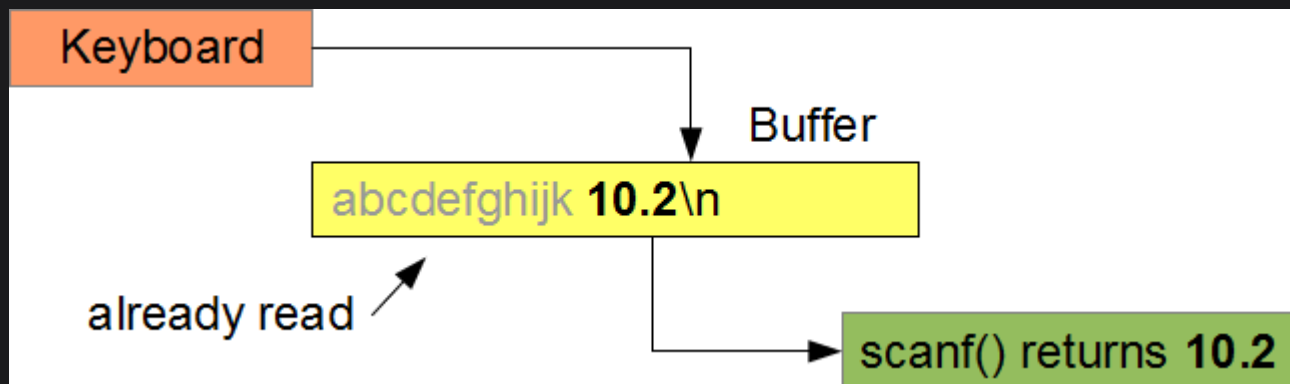 Keyboard
Buffer
abcdefghijk 10.2\n
already read
scanf() returns 10.2